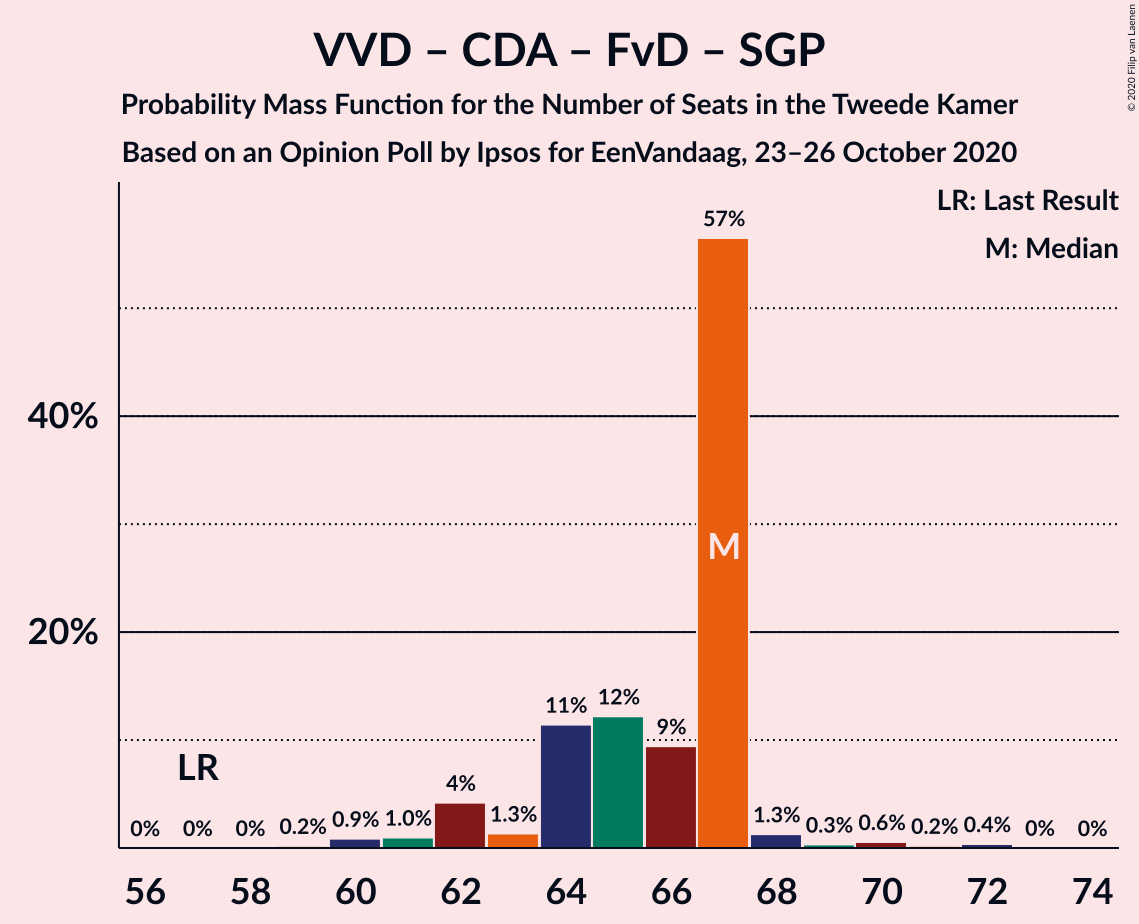 VVD – CDA – FvD – SGP
Probability Mass Function for the Number of Seats in the Tweede Kamer
Based on an Opinion Poll by Ipsos for EenVandaag, 23–26 October 2020
© 2020 Filip van Laenen
LR: Last Result
M: Median
57%
40%
M
20%
11% 12% 9%
LR
4%
0% 0% 0% 0.2% 0.9% 1.0% 1.3% 1.3% 0.3% 0.6% 0.2% 0.4% 0% 0%
56 58 60 62 64 66 68 70 72 74